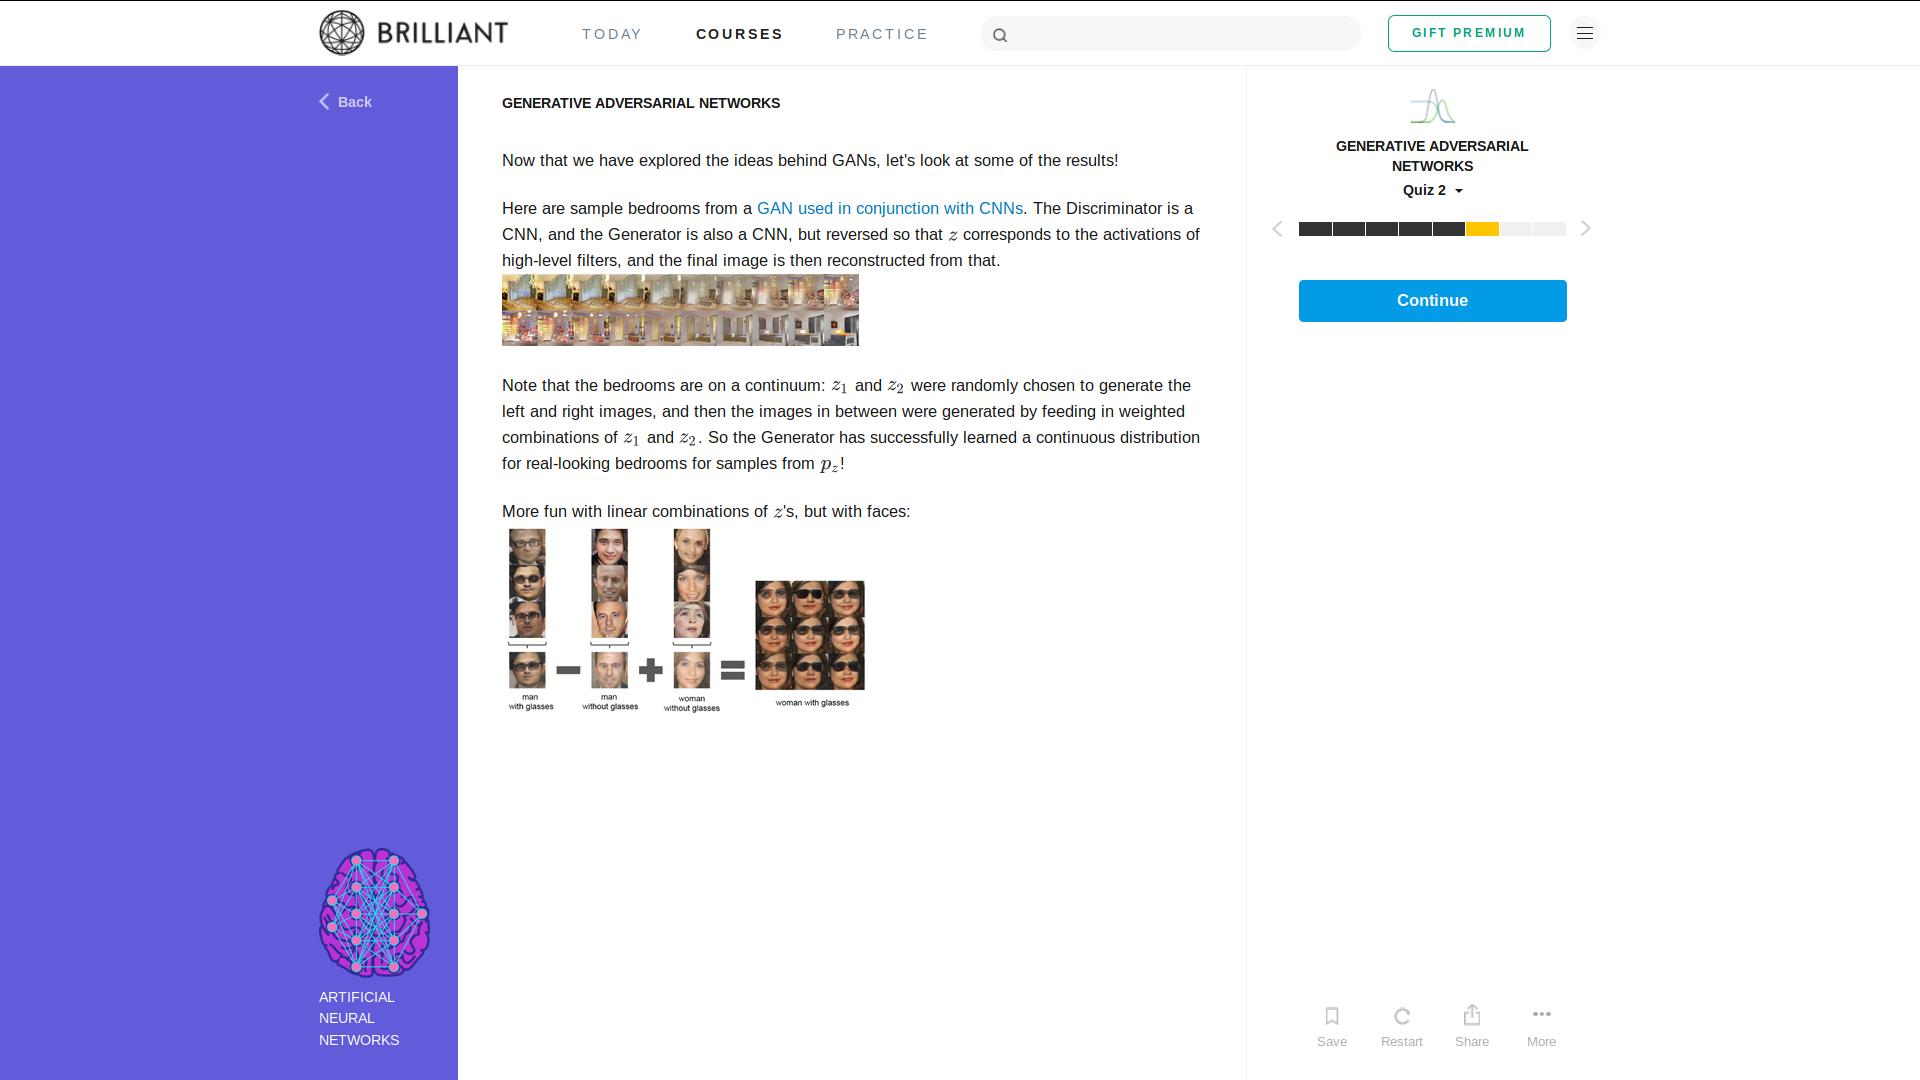 BRILLIANT
TODAY
COURSES
PRACTICE
GIFT PREMIUM
Back
GENERATIVE ADVERSARIAL NETWORKS
Now that we have explored the ideas behind GANs, let's look at some of the results!
Here are sample bedrooms from a GAN used in conjunction with CNNs. The Discriminator is a
CNN, and the Generator is also a CNN, but reversed so that z corresponds to the activations of
high-level filters, and the final image is then reconstructed from that.
Note that the bedrooms are on a continuum: z₁ and z₂ were randomly chosen to generate the
left and right images, and then the images in between were generated by feeding in weighted
combinations of z₁ and z₂. So the Generator has successfully learned a continuous distribution
for real-looking bedrooms for samples from p_z!
More fun with linear combinations of z's, but with faces:
man
with glasses
man
without glasses
woman
without glasses
woman with glasses
GENERATIVE ADVERSARIAL
NETWORKS
Quiz 2
Continue
ARTIFICIAL
NEURAL
NETWORKS
Save
Restart
Share
More